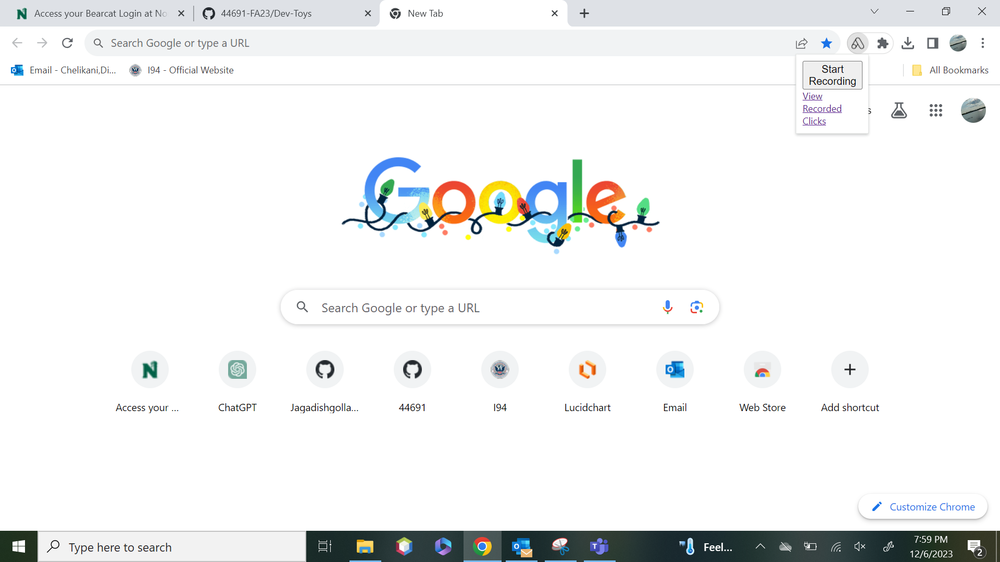 Access your Bearcat Login at No
44691-FA23/Dev-Toys
New Tab
Search Google or type a URL
Email - Chelikani,Di...
I94 - Official Website
All Bookmarks
Start
Recording
View
Recorded
Clicks
s
Google
Search Google or type a URL
Access your ...
ChatGPT
Jagadishgolla...
44691
I94
Lucidchart
Email
Web Store
Add shortcut
Customize Chrome
Type here to search
Feel...
7:59 PM
12/6/2023
2